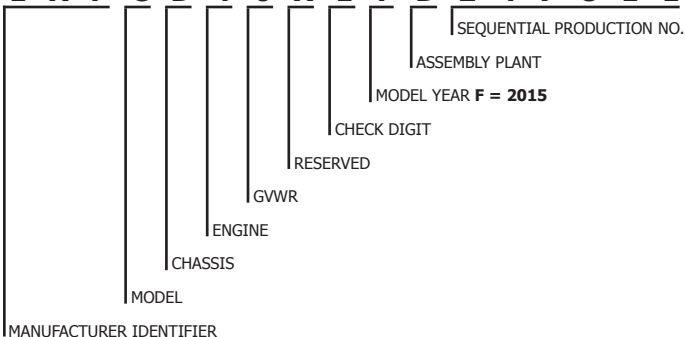 SEQUENTIAL PRODUCTION NO.
ASSEMBLY PLANT
MODEL YEAR F = 2015
CHECK DIGIT
RESERVED
GVWR
ENGINE
CHASSIS
MODEL
MANUFACTURER IDENTIFIER